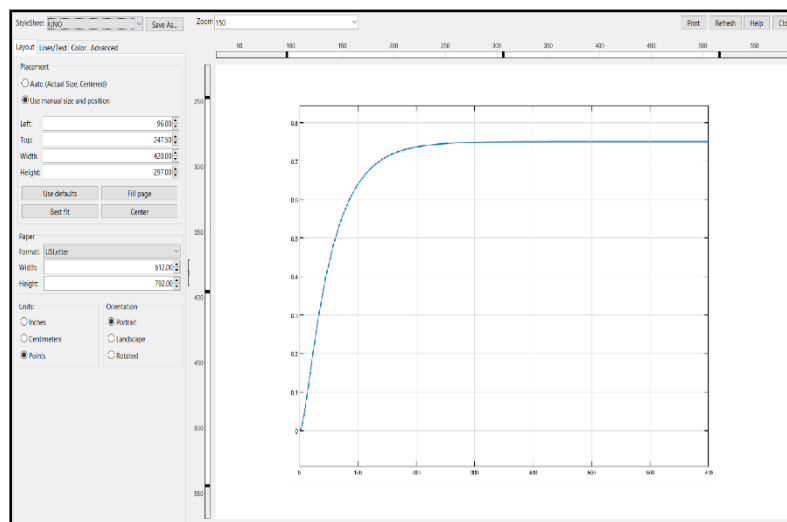 StyleSheet: KiNO Save As... Zoom 150 Print Refresh Help Clo
Layout Lines/Text Color Advanced
50 100 150 200 250 300 350 400 450 500 550
Placement
Auto (Actual Size, Centered)
Use manual size and position
Left: 96.00
Top: 247.50
Width: 420.00
Height: 297.00
Use defaults Fill page
Best fit Center
Paper
Format: USLetter
Width: 612.00
Height: 792.00
Units: Orientation
Inches Portrait
Centimeters Landscape
Points Rotated
250
300
350
400
450
500
550
0.8
0.7
0.6
0.5
0.4
0.3
0.2
0.1
0
0 100 200 300 400 500 600 700